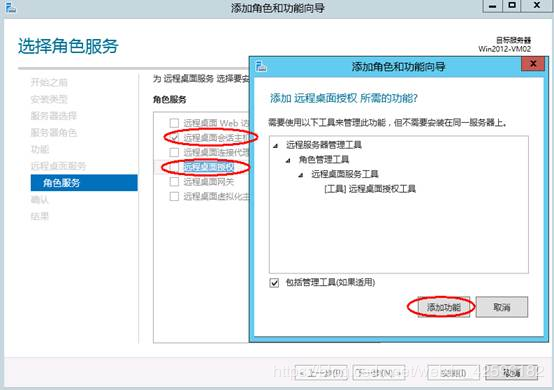 添加角色和功能向导
选择角色服务
目标服务器
Win2012-VM02
开始之前
安装类型
服务器选择
服务器角色
功能
远程桌面服务
角色服务
确认
结果
为 远程桌面服务 选择要安
角色服务
远程桌面 Web 访
远程桌面会话主机
远程桌面连接代理
远程桌面授权
远程桌面网关
远程桌面虚拟化主
添加角色和功能向导
添加 远程桌面授权 所需的功能?
需要使用以下工具来管理此功能，但不需要安装在同一服务器上。
远程服务器管理工具
角色管理工具
远程桌面服务工具
[工具] 远程桌面授权工具
包括管理工具(如果适用)
添加功能
取消
< 上一步(P)
下一步(N) >
安装(I)
取消